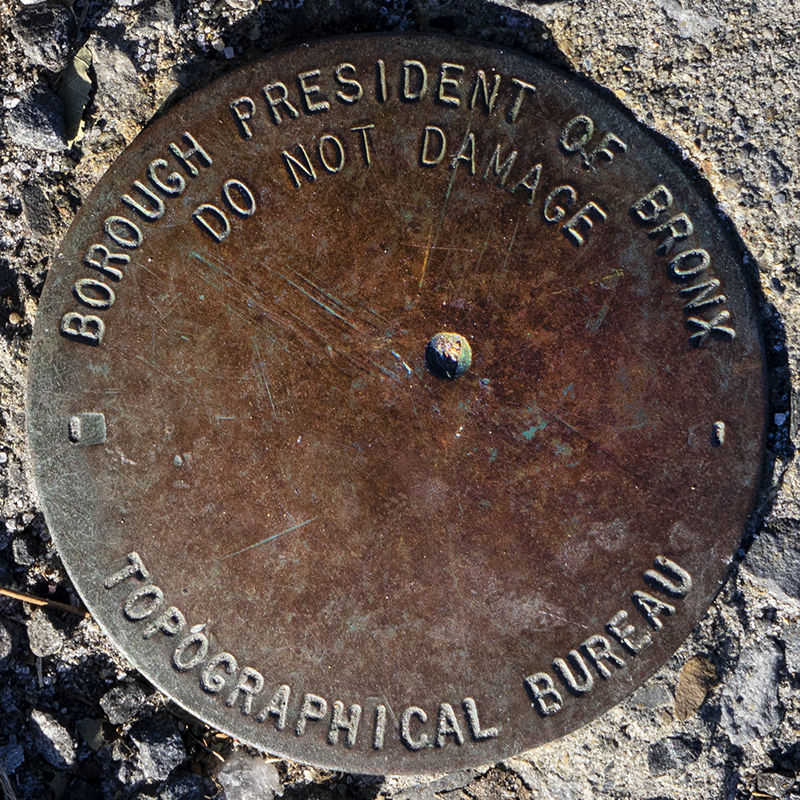 BOROUGH PRESIDENT OF BRONX
DO NOT DAMAGE
TOPOGRAPHICAL BUREAU